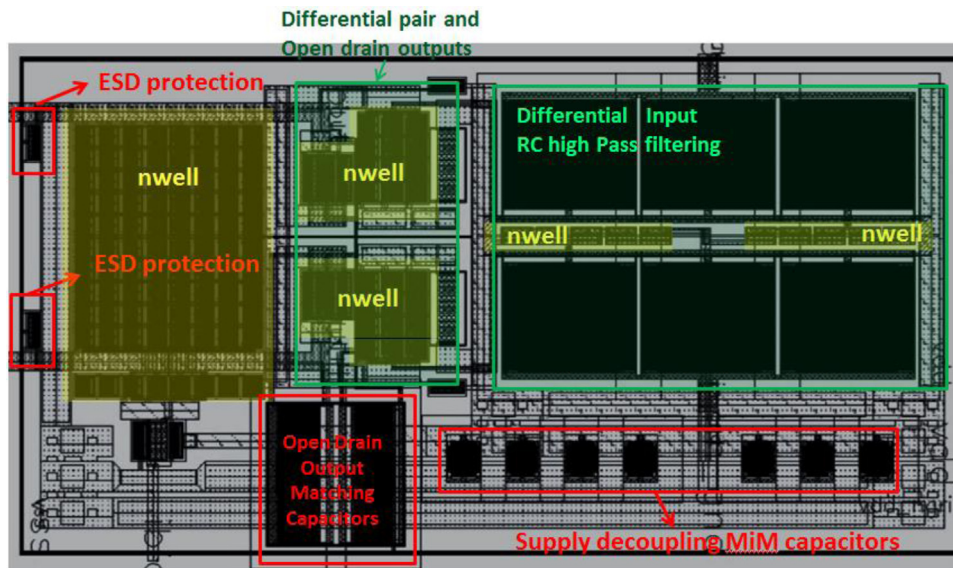 Differential pair and
Open drain outputs
ESD protection
Differential Input
RC high Pass filtering
nwell
nwell
nwell
nwell
ESD protection
nwell
Open Drain
Output
Matching
Capacitors
Supply decoupling MiM capacitors